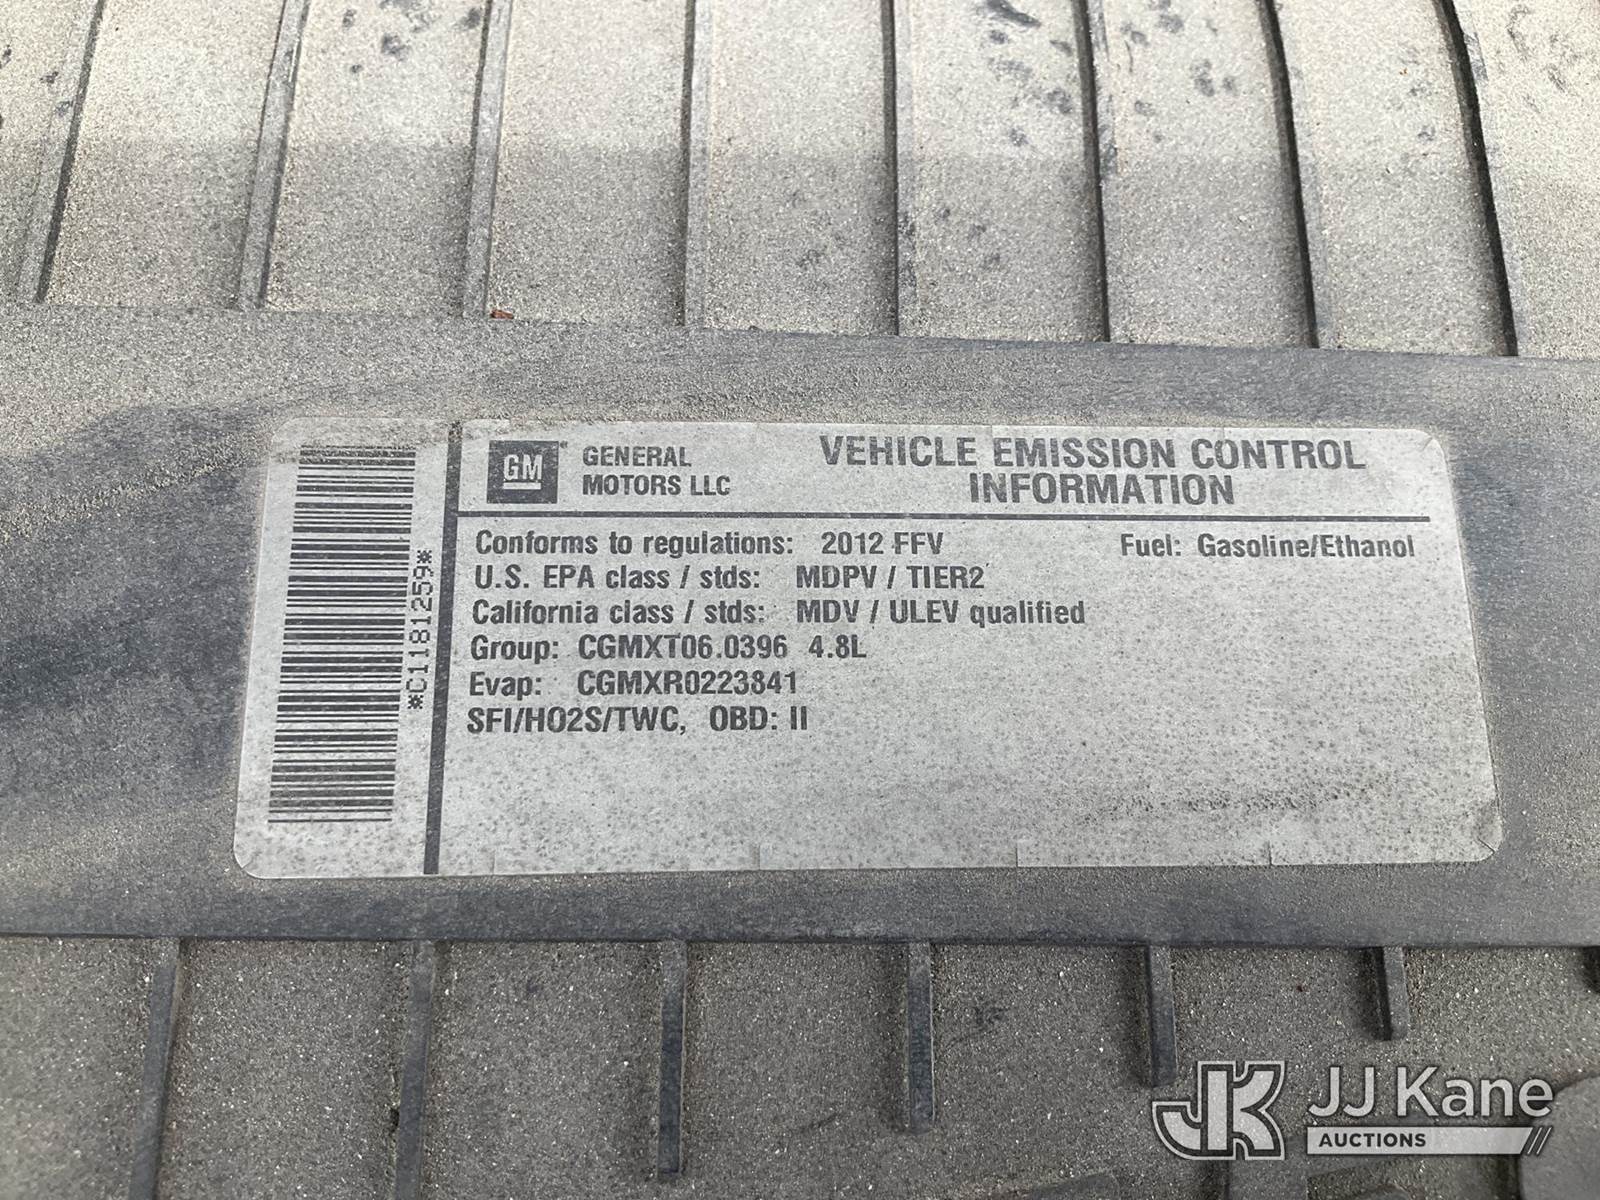 *C1181259*
GM
GENERAL
MOTORS LLC
VEHICLE EMISSION CONTROL
INFORMATION
Conforms to regulations: 2012 FFV Fuel: Gasoline/Ethanol
U.S. EPA class / stds: MDPV / TIER2
California class / stds: MDV / ULEV qualified
Group: CGMXT06.0396 4.8L
Evap: CGMXR0223841
SFI/HO2S/TWC, OBD: II
JK JJ Kane
AUCTIONS